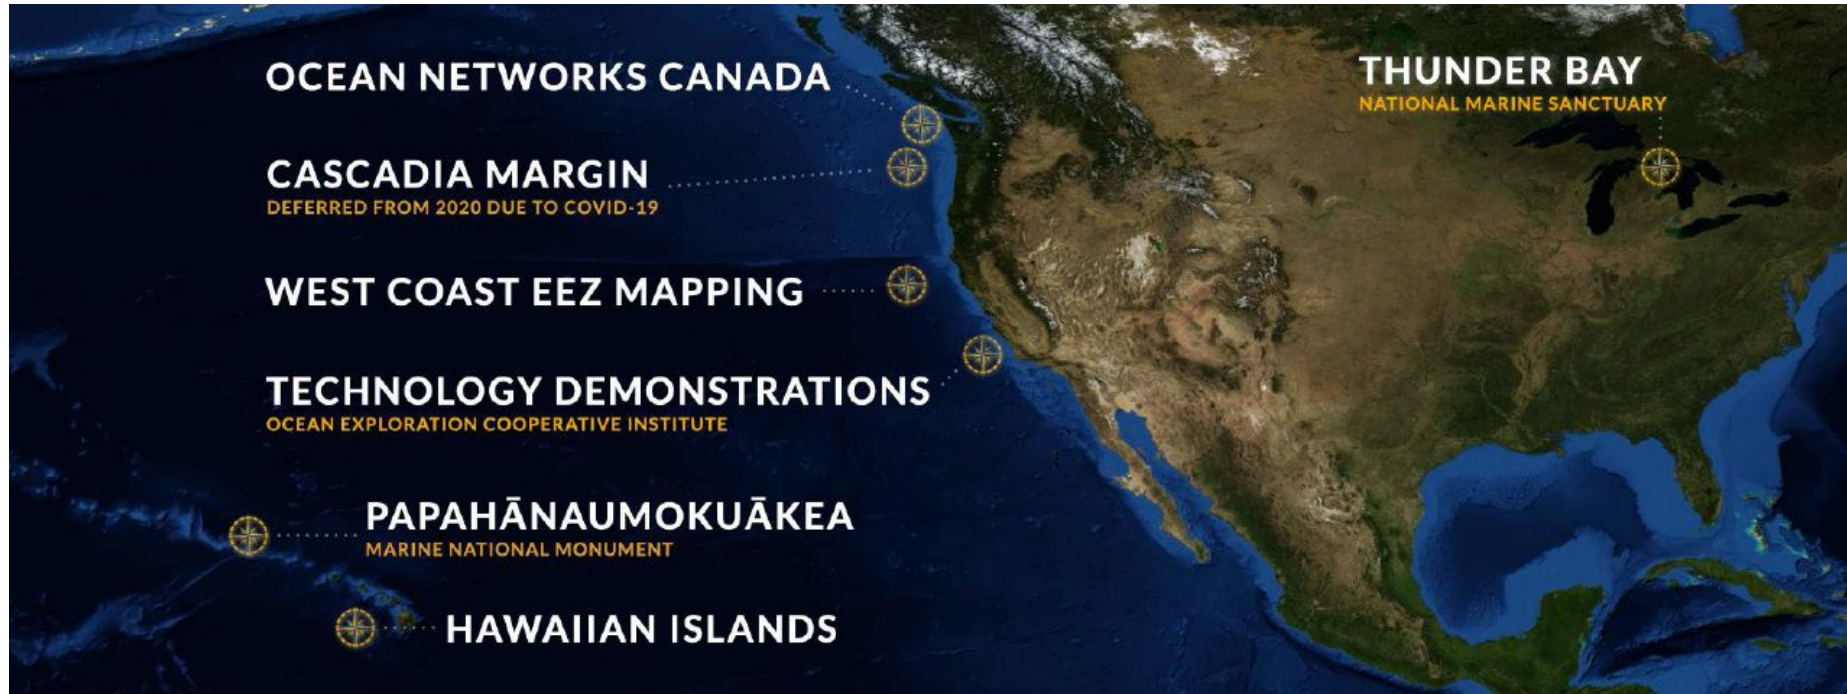 OCEAN NETWORKS CANADA
CASCADIA MARGIN
DEFERRED FROM 2020 DUE TO COVID-19
WEST COAST EEZ MAPPING
TECHNOLOGY DEMONSTRATIONS
OCEAN EXPLORATION COOPERATIVE INSTITUTE
PAPAHĀNAUMOKUĀKEA
MARINE NATIONAL MONUMENT
HAWAIIAN ISLANDS
THUNDER BAY
NATIONAL MARINE SANCTUARY